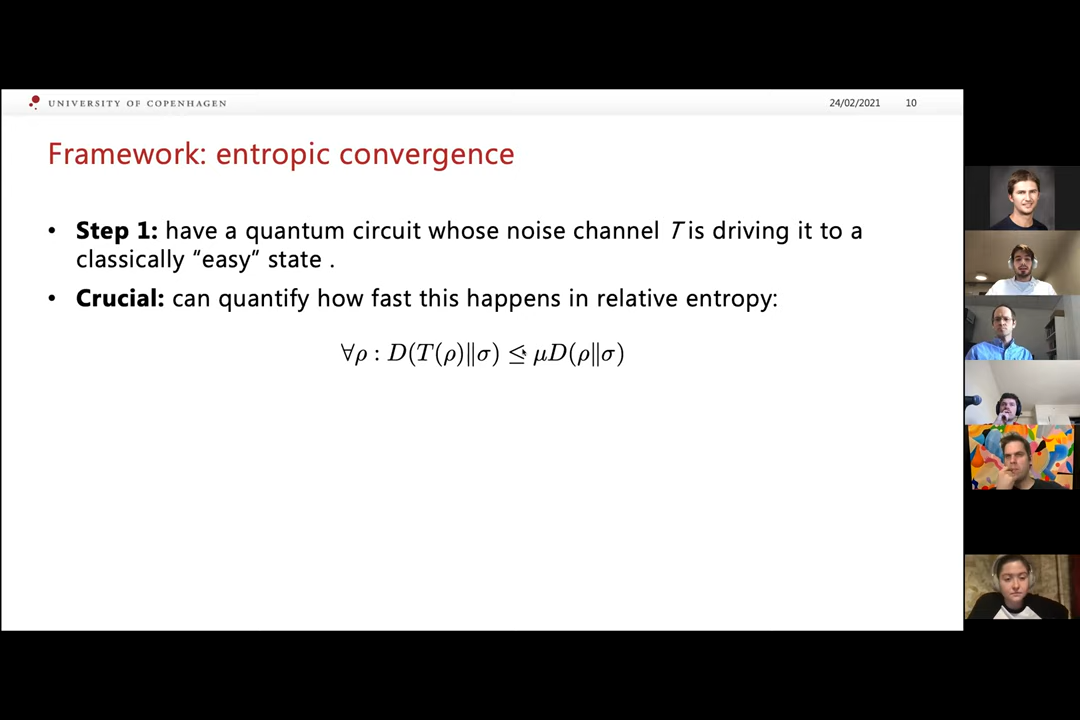 UNIVERSITY OF COPENHAGEN
24/02/2021 10
Framework: entropic convergence
• Step 1: have a quantum circuit whose noise channel T is driving it to a
classically “easy” state .
• Crucial: can quantify how fast this happens in relative entropy:
∀ρ : D(T(ρ)‖σ) ≤ μD(ρ‖σ)